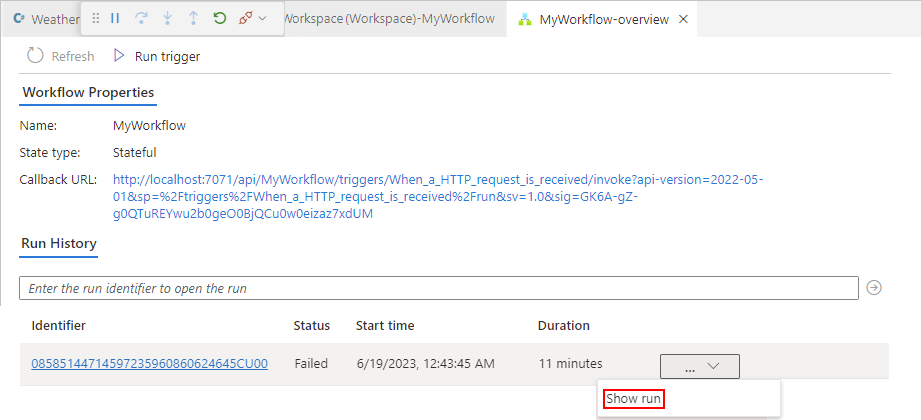 Weather Workspace (Workspace)-MyWorkflow MyWorkflow-overview
Refresh Run trigger
Workflow Properties
Name: MyWorkflow
State type: Stateful
Callback URL: http://localhost:7071/api/MyWorkflow/triggers/When_a_HTTP_request_is_received/invoke?api-version=2022-05-
01&sp=%2Ftriggers%2FWhen_a_HTTP_request_is_received%2Frun&sv=1.0&sig=GK6A-gZ-
g0QTuREYwu2b0geO0BjQCu0w0eizaz7xdUM
Run History
Enter the run identifier to open the run
Identifier Status Start time Duration
08585144714597235960860624645CU00 Failed 6/19/2023, 12:43:45 AM 11 minutes ...
Show run